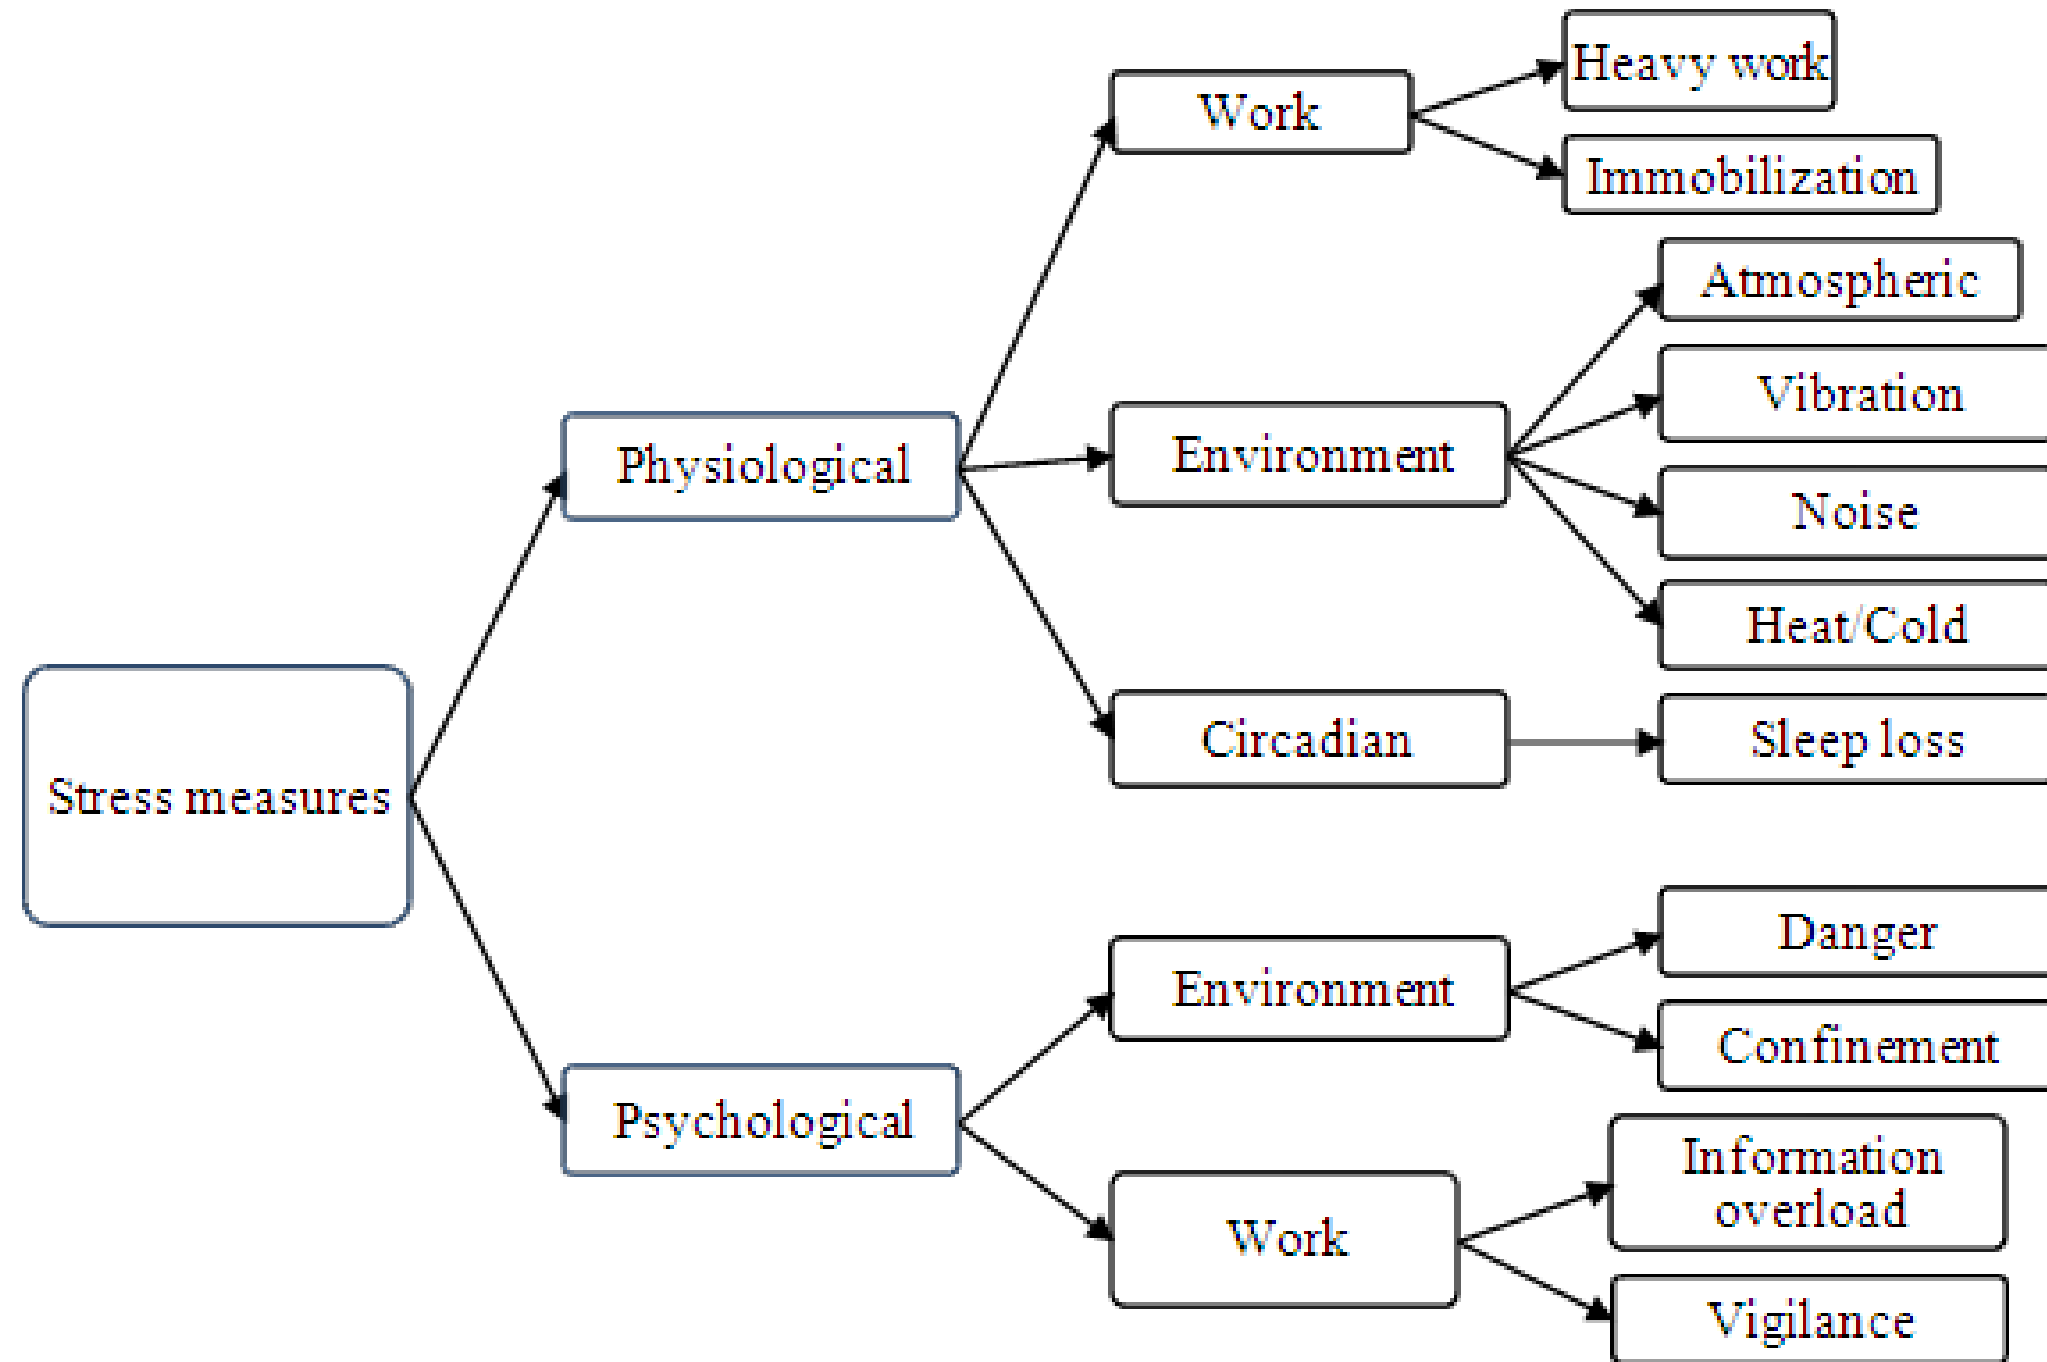 Heavy work
Work
Immobilization
Atmospheric
Vibration
Physiological
Environment
Noise
Heat/Cold
Circadian
Sleep loss
Stress measures
Danger
Environment
Confinement
Psychological
Information
overload
Work
Vigilance